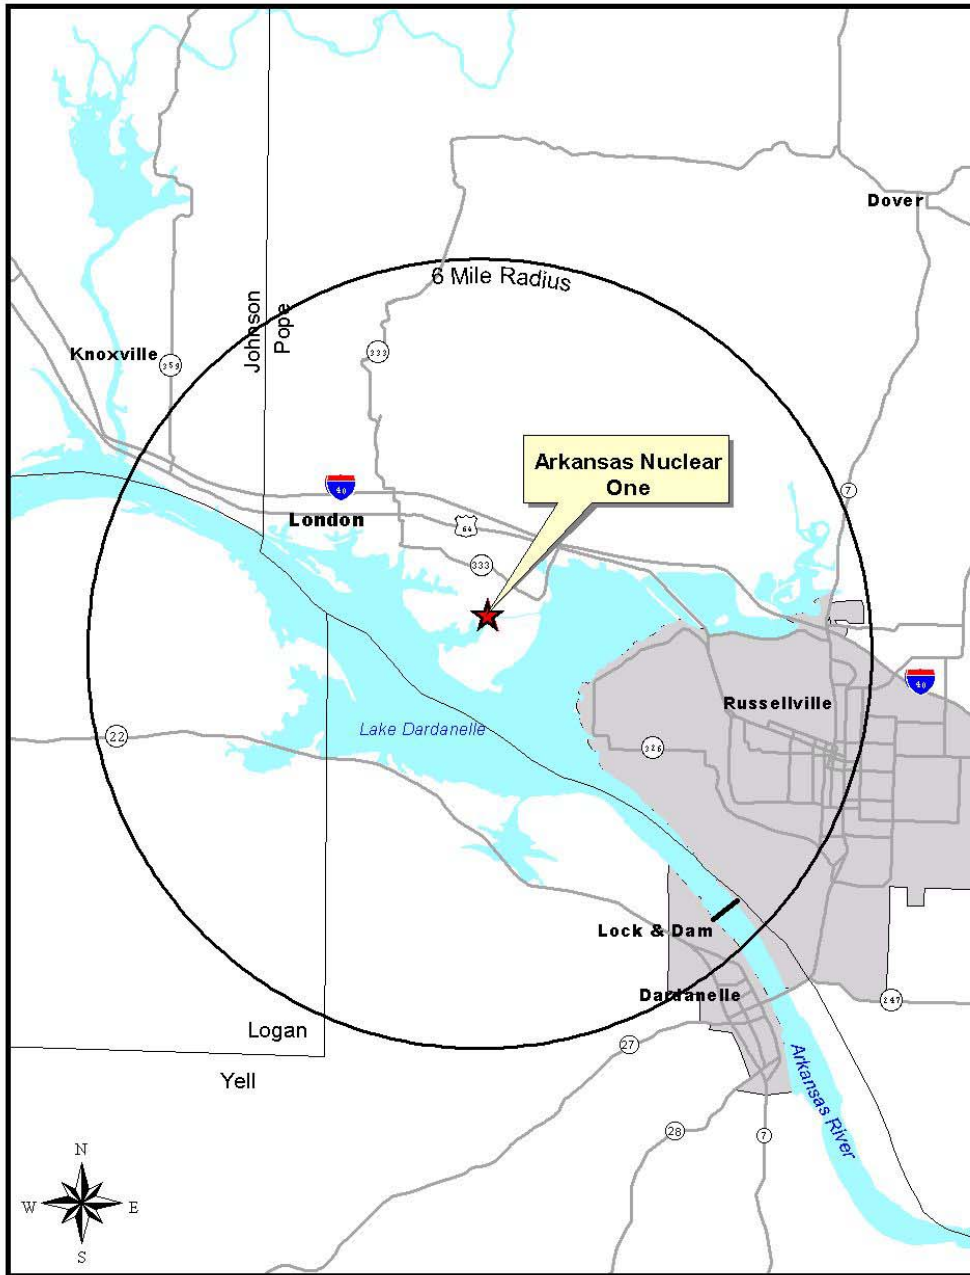 Dover
6 Mile Radius
Johnson
Pope
Knoxville
359
333
Arkansas Nuclear
One
7
40
London
64
333
Russellville
40
Lake Dardanelle
22
326
Lock & Dam
Dardanelle
247
Logan
27
Yell
Arkansas River
28
7
N
W
E
S